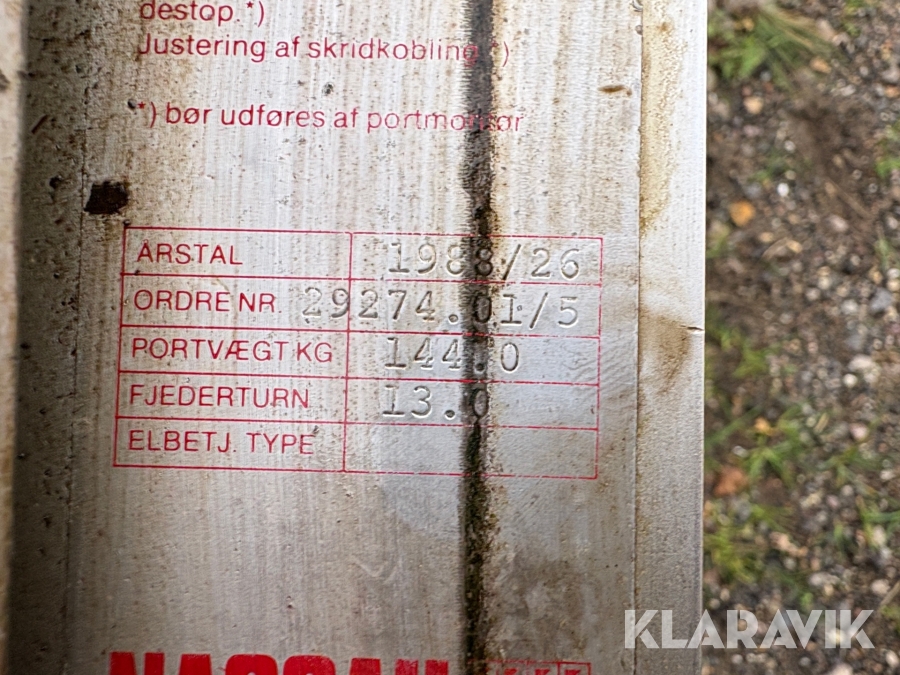 destop.*)
Justering af skridkobling *)
*) bør udføres af portmontør
ÅRSTAL 1988/26
ORDRE NR. 29274.01/5
PORTVÆGT KG 144.0
FJEDERTURN 13.0
ELBETJ. TYPE
NASSAU
KLARAVIK